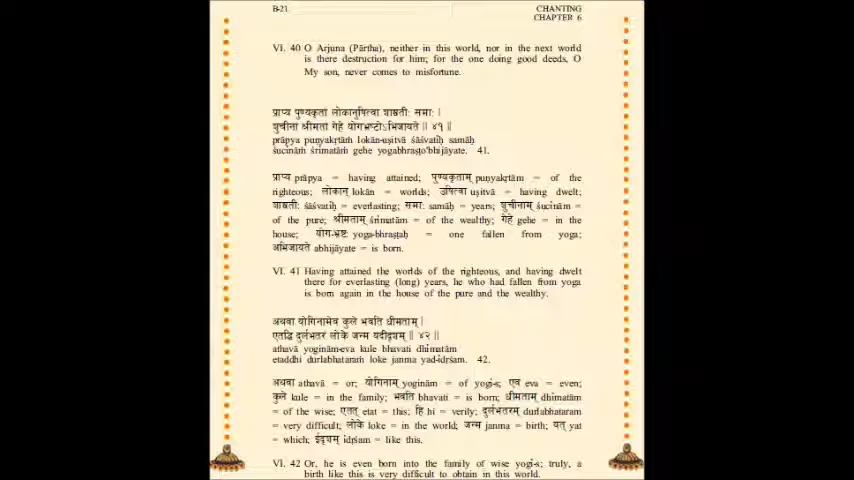 B-21
CHANTING
CHAPTER 6
VI. 40 O Arjuna (Pārtha), neither in this world, nor in the next world
is there destruction for him; for the one doing good deeds, O
My son, never comes to misfortune.
प्राप्य पुण्यकृतां लोकानुषित्वा शाश्वतीः समाः |
शुचीनां श्रीमतां गेहे योगभ्रष्टोऽभिजायते || ४१ ||
prāpya puṇyakṛtāṁ lokān-uṣitvā śāśvatīḥ samāḥ
śucīnāṁ śrīmatāṁ gehe yogabhraṣṭo'bhijāyate. 41.
प्राप्य prāpya = having attained; पुण्यकृताम् puṇyakṛtām = of the
righteous; लोकान् lokān = worlds; उषित्वा uṣitvā = having dwelt;
शाश्वतीः śāśvatīḥ = everlasting; समाः samāḥ = years; शुचीनाम् śucīnām =
of the pure; श्रीमताम् śrīmatām = of the wealthy; गेहे gehe = in the
house; योग-भ्रष्टः yoga-bhraṣṭaḥ = one fallen from yoga;
अभिजायते abhijāyate = is born.
VI. 41 Having attained the worlds of the righteous, and having dwelt
there for everlasting (long) years, he who had fallen from yoga
is born again in the house of the pure and the wealthy.
अथवा योगिनामेव कुले भवति धीमताम् |
एतद्धि दुर्लभतरं लोके जन्म यदीदृशम् || ४२ ||
athavā yoginām-eva kule bhavati dhīmatām
etaddhi durlabhataraṁ loke janma yad-īdṛśam. 42.
अथवा athavā = or; योगिनाम् yoginām = of yogī-s; एव eva = even;
कुले kule = in the family; भवति bhavati = is born; धीमताम् dhīmatām
= of the wise; एतत् etat = this; हि hi = verily; दुर्लभतरम् durlabhataram
= very difficult; लोके loke = in the world; जन्म janma = birth; यत् yat
= which; ईदृशम् īdṛśam = like this.
VI. 42 Or, he is even born into the family of wise yogī-s; truly, a
birth like this is very difficult to obtain in this world.